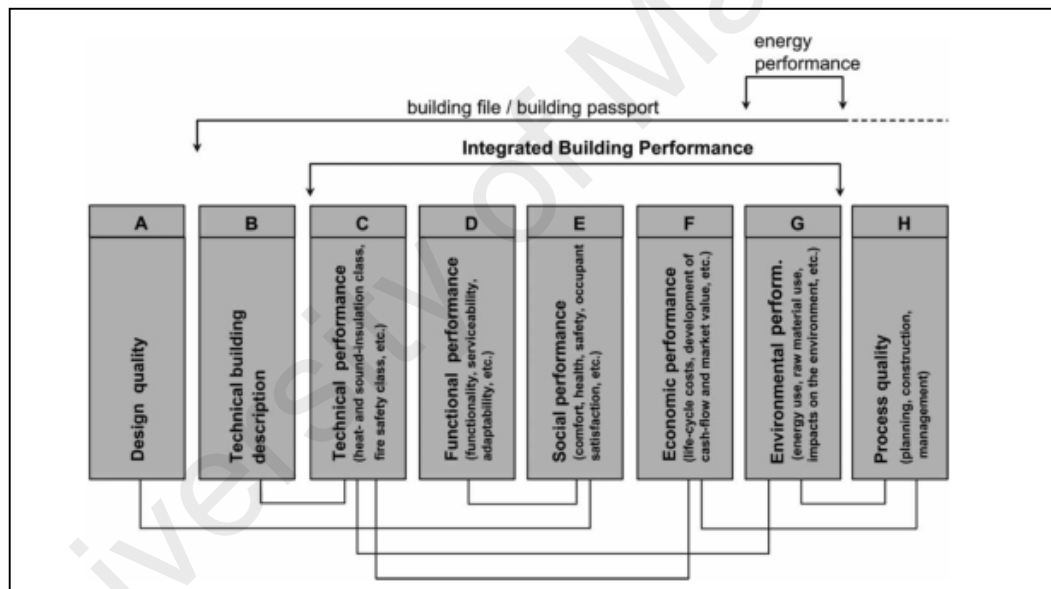 energy
performance
building file / building passport
Integrated Building Performance
A
B
C
D
E
F
G
H
Design quality
Technical building
description
Technical performance
(heat- and sound-insulation class,
fire safety class, etc.)
Functional performance
(functionality, serviceability,
adaptability, etc.)
Social performance
(comfort, health, safety, occupant
satisfaction, etc.)
Economic performance
(life-cycle costs, development of
cash-flow and market value, etc.)
Environmental perform.
(energy use, raw material use,
impacts on the environment, etc.)
Process quality
(planning, construction,
management)
iversity of Ma